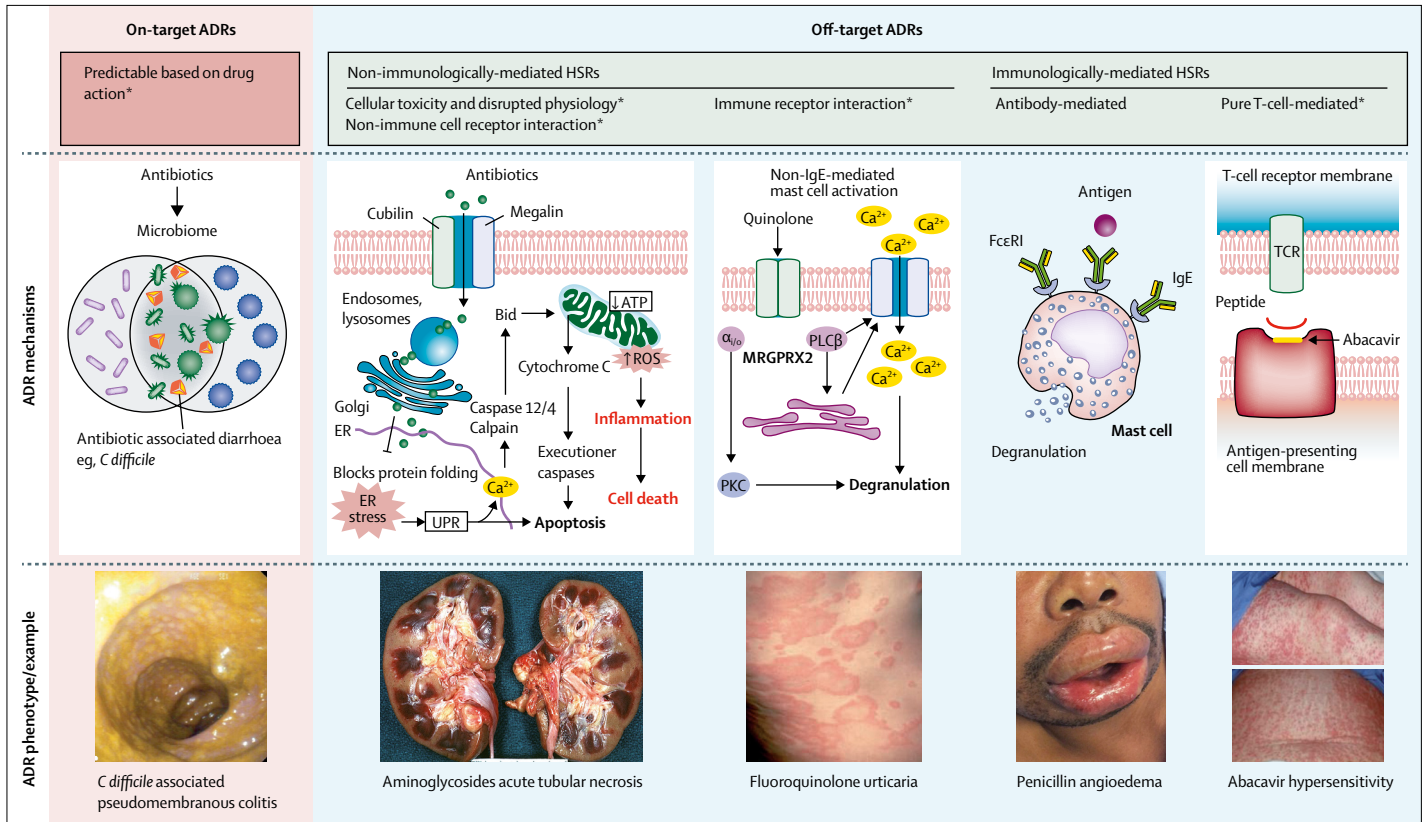 On-target ADRs
Off-target ADRs
Predictable based on drug
action*
Non-immunologically-mediated HSRs
Cellular toxicity and disrupted physiology*
Non-immune cell receptor interaction*
Immune receptor interaction*
Immunologically-mediated HSRs
Antibody-mediated
Pure T-cell-mediated*
ADR mechanisms
Antibiotics
Microbiome
Antibiotic associated diarrhoea
eg, C difficile
Antibiotics
Cubilin
Megalin
Endosomes,
lysosomes
Golgi
ER
Blocks protein folding
ER
stress
UPR
Ca2+
Caspase 12/4
Calpain
Bid
↓ATP
↑ROS
Cytochrome C
Executioner
caspases
Apoptosis
Inflammation
Cell death
Non-IgE-mediated
mast cell activation
Quinolone
Ca2+
Ca2+
Ca2+
αi/o
MRGPRX2
PLCβ
Ca2+
Ca2+
Ca2+
PKC
Degranulation
Antigen
FcεRI
IgE
Mast cell
Degranulation
T-cell receptor membrane
TCR
Peptide
Abacavir
Antigen-presenting
cell membrane
ADR phenotype/example
C difficile associated
pseudomembranous colitis
Aminoglycosides acute tubular necrosis
Fluoroquinolone urticaria
Penicillin angioedema
Abacavir hypersensitivity